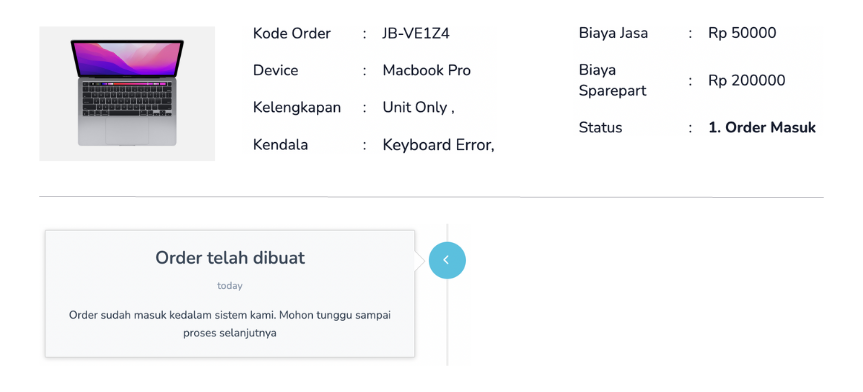 Kode Order : JB-VE1Z4
Device : Macbook Pro
Kelengkapan : Unit Only ,
Kendala : Keyboard Error,
Biaya Jasa : Rp 50000
Biaya
Sparepart : Rp 200000
Status : 1. Order Masuk
Order telah dibuat
today
Order sudah masuk kedalam sistem kami. Mohon tunggu sampai
proses selanjutnya